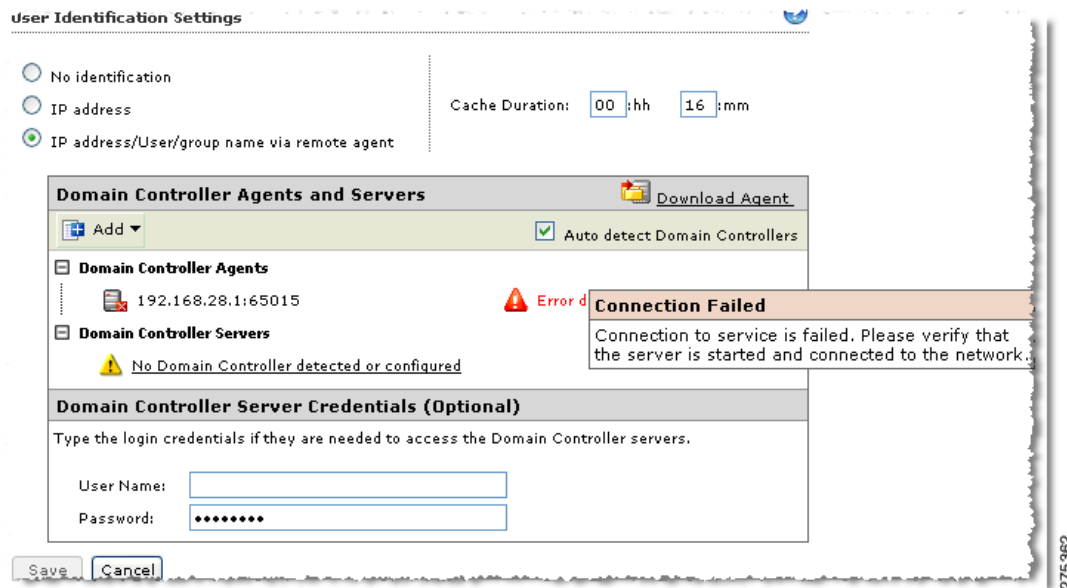 User Identification Settings
No identification
IP address
Cache Duration: 00 :hh 16 :mm
IP address/User/group name via remote agent
Domain Controller Agents and Servers
Download Agent
Add
Auto detect Domain Controllers
Domain Controller Agents
192.168.28.1:65015
Error d
Connection Failed
Connection to service is failed. Please verify that
the server is started and connected to the network.
Domain Controller Servers
No Domain Controller detected or configured
Domain Controller Server Credentials (Optional)
Type the login credentials if they are needed to access the Domain Controller servers.
User Name:
Password: ••••••••
Save Cancel
275362